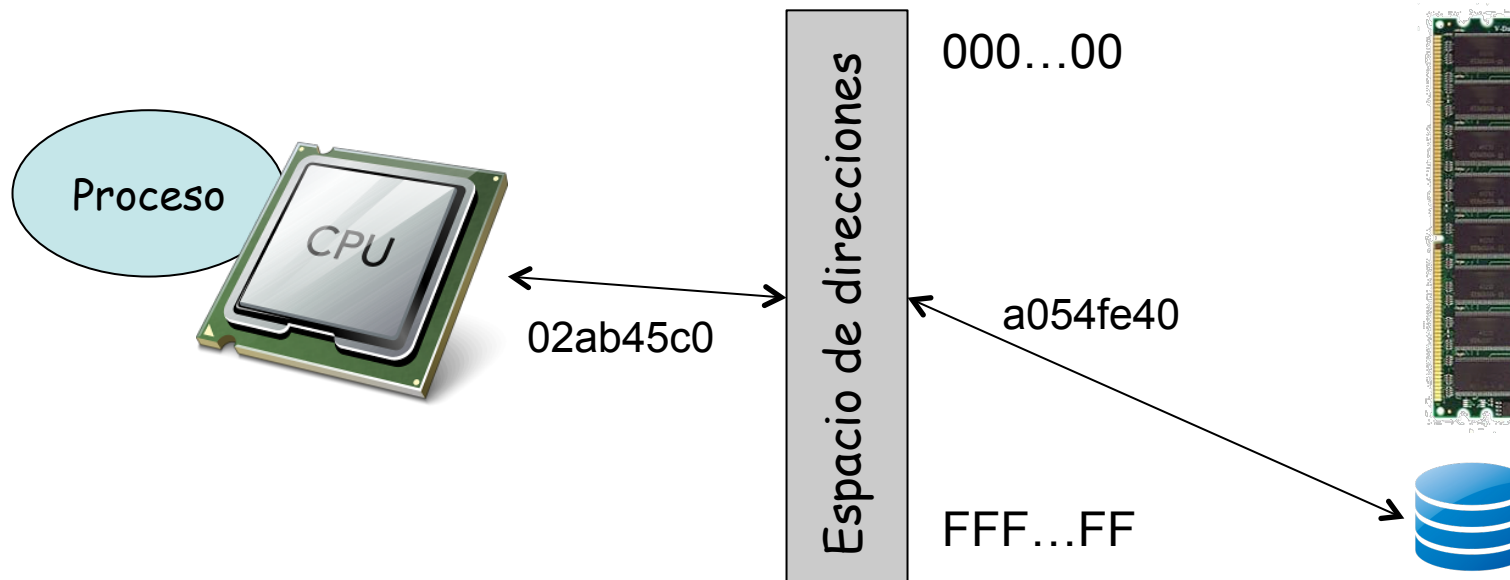 000…00
Proceso
CPU
02ab45c0
Espacio de direcciones
a054fe40
FFF…FF